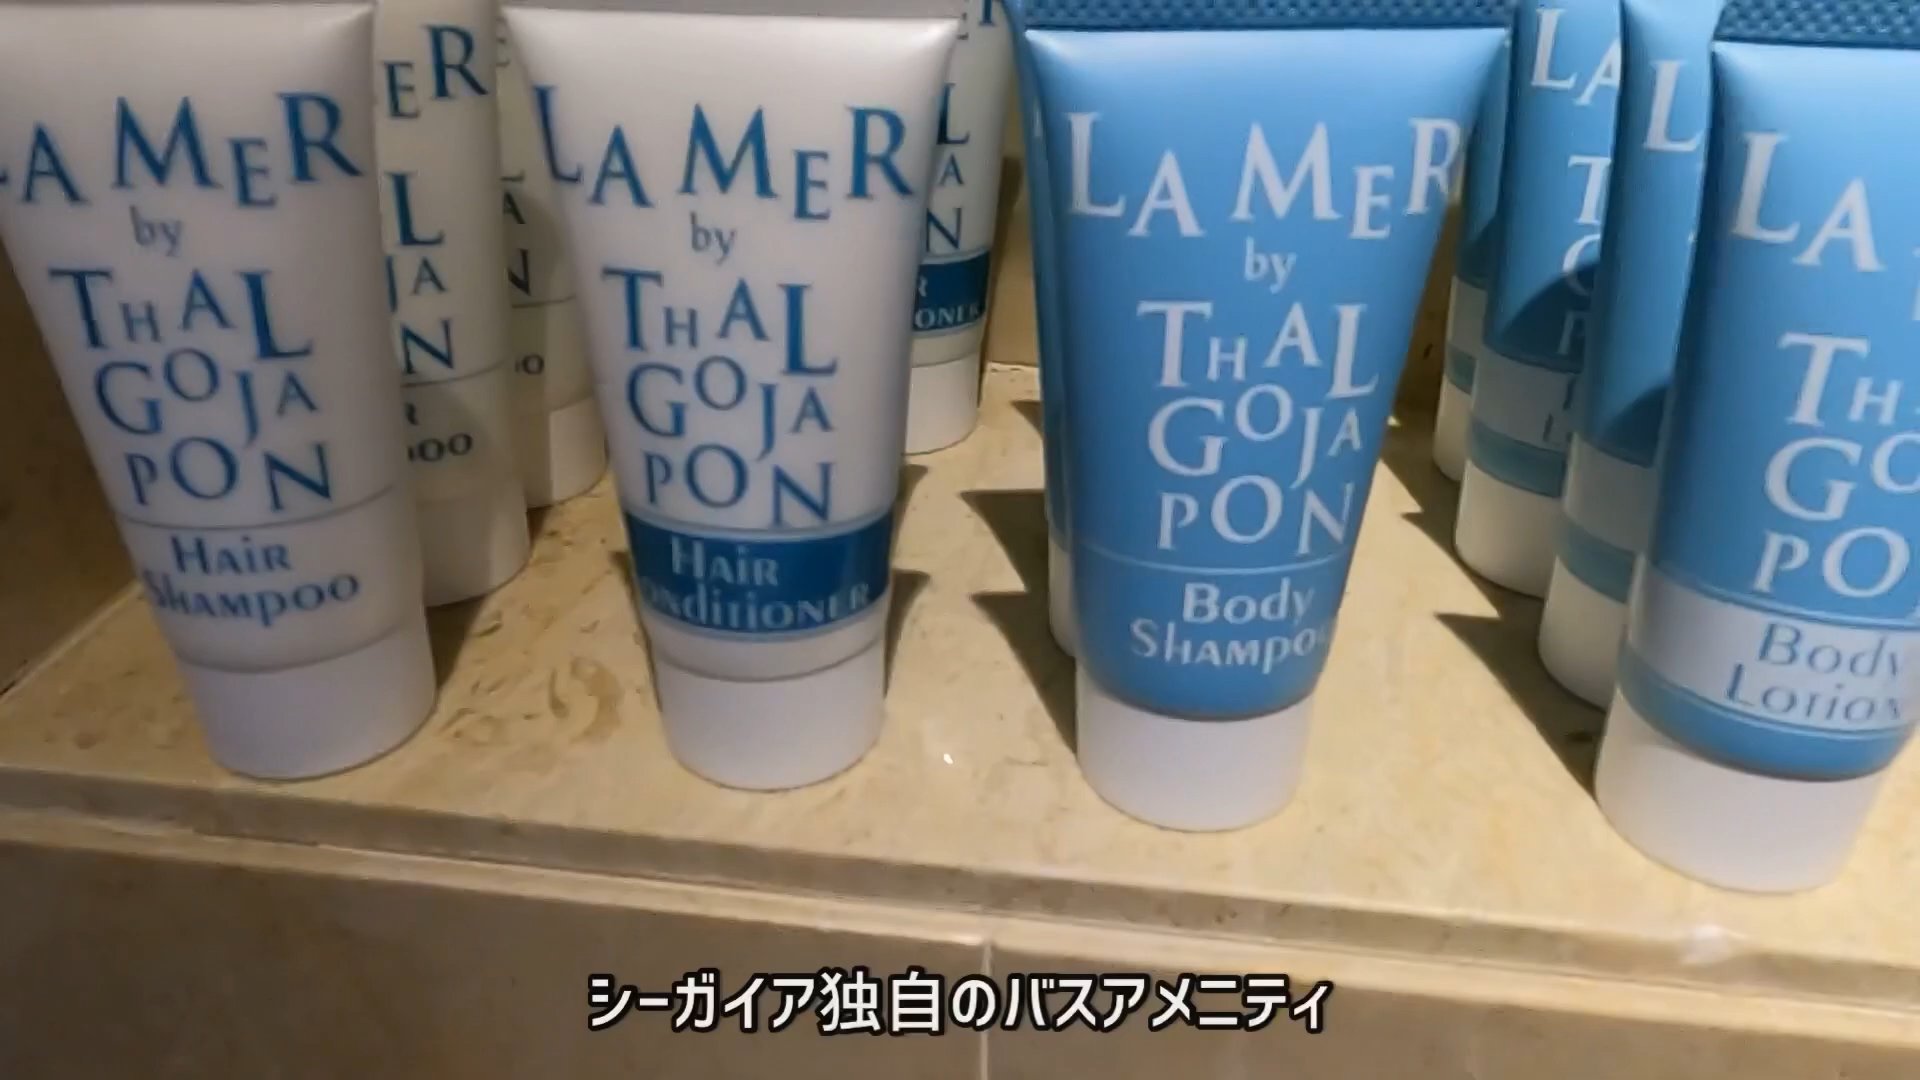 LA MER
by
THAL
GOJA
PON
HAIR
SHAMPOO
LA MER
by
THAL
GOJA
PON
HAIR
CONDITIONER
LA MER
by
THAL
GOJA
PON
Body
SHAMPOO
LA
TH
GO
PO
Body
Lotion
シーガイア独自のバスアメニティ